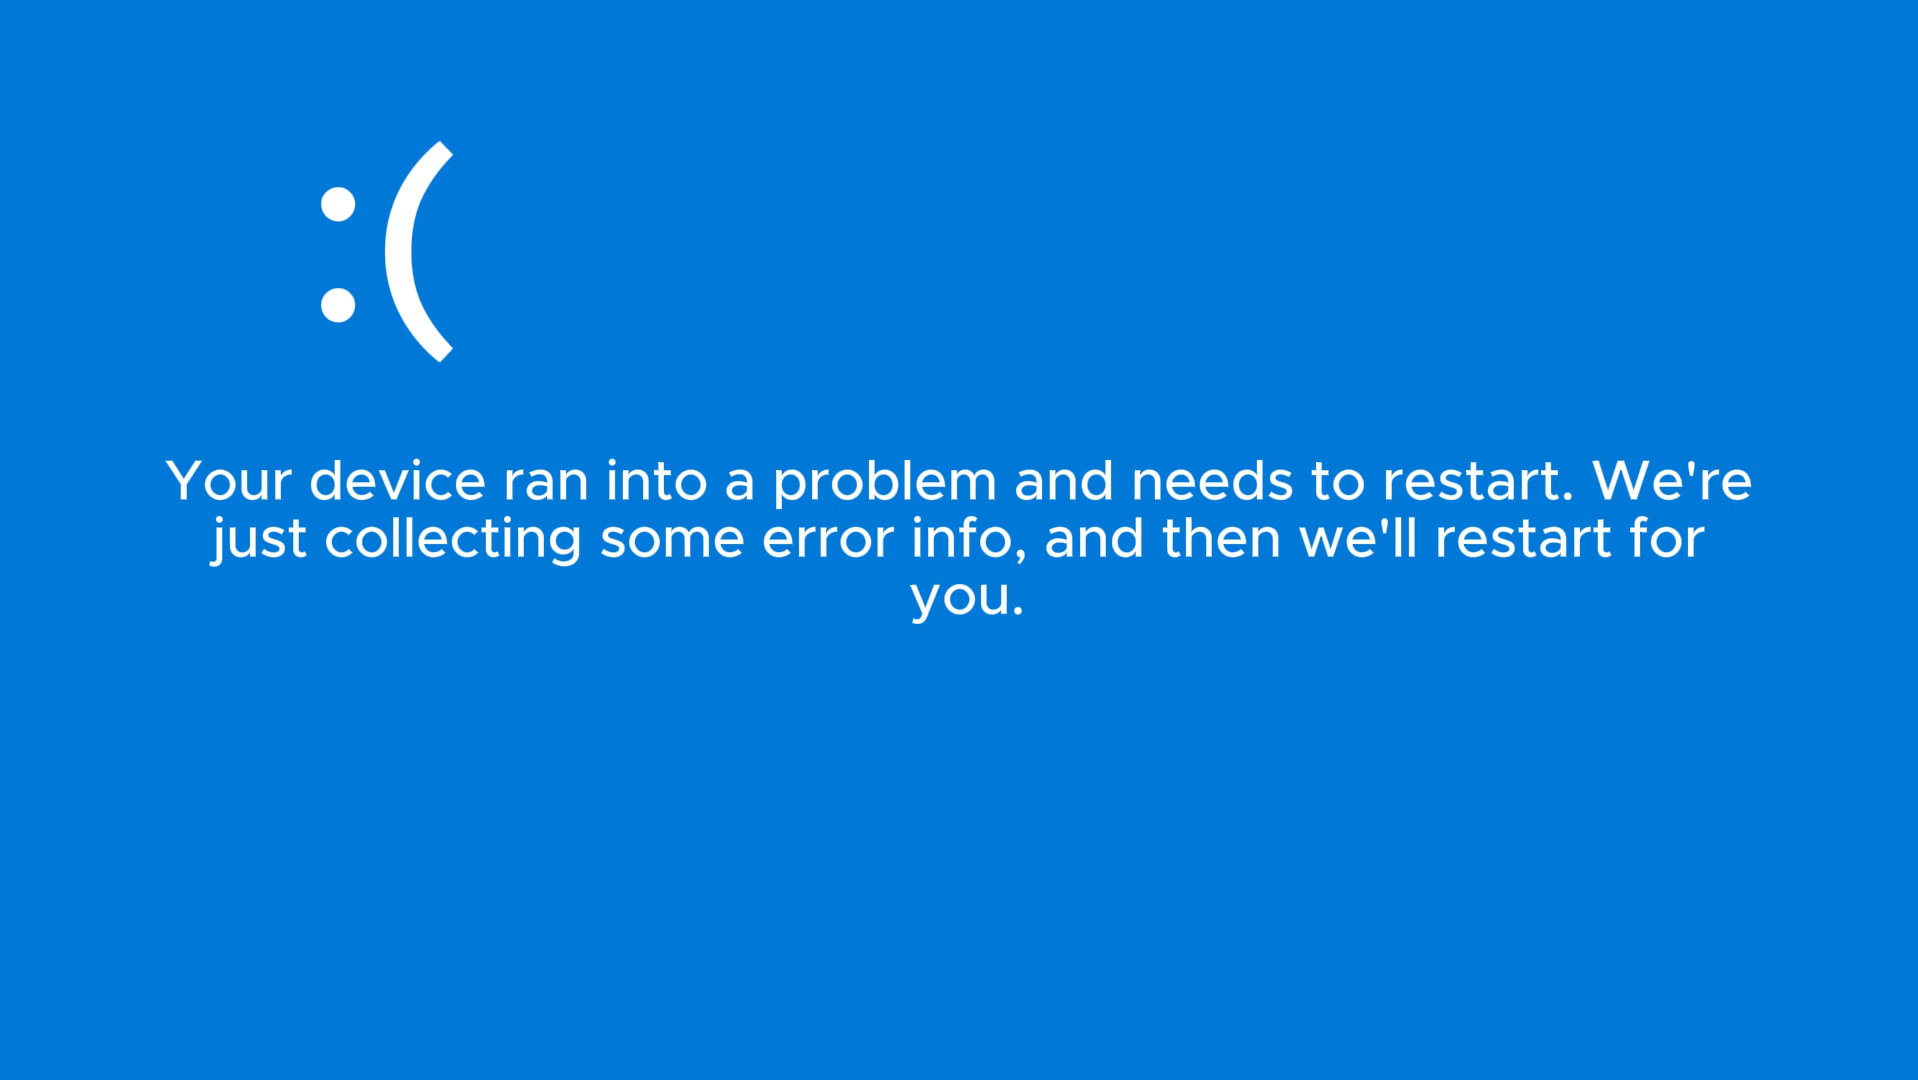 :(
Your device ran into a problem and needs to restart. We're
just collecting some error info, and then we'll restart for
you.